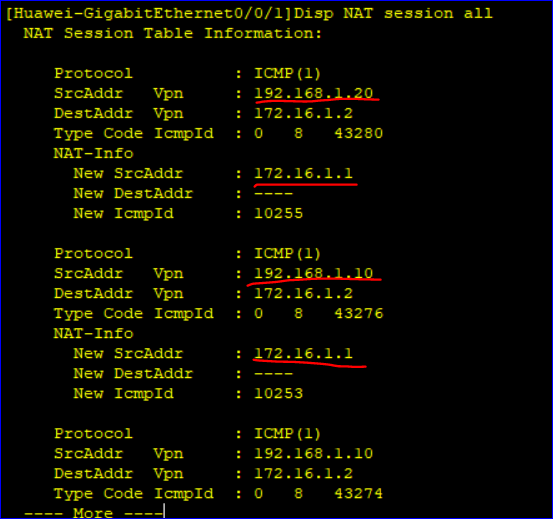 [Huawei-GigabitEthernet0/0/1]Disp NAT session all
NAT Session Table Information:
Protocol : ICMP(1)
SrcAddr Vpn : 192.168.1.20
DestAddr Vpn : 172.16.1.2
Type Code IcmpId : 0 8 43280
NAT-Info
New SrcAddr : 172.16.1.1
New DestAddr : ----
New IcmpId : 10255
Protocol : ICMP(1)
SrcAddr Vpn : 192.168.1.10
DestAddr Vpn : 172.16.1.2
Type Code IcmpId : 0 8 43276
NAT-Info
New SrcAddr : 172.16.1.1
New DestAddr : ----
New IcmpId : 10253
Protocol : ICMP(1)
SrcAddr Vpn : 192.168.1.10
DestAddr Vpn : 172.16.1.2
Type Code IcmpId : 0 8 43274
---- More ----